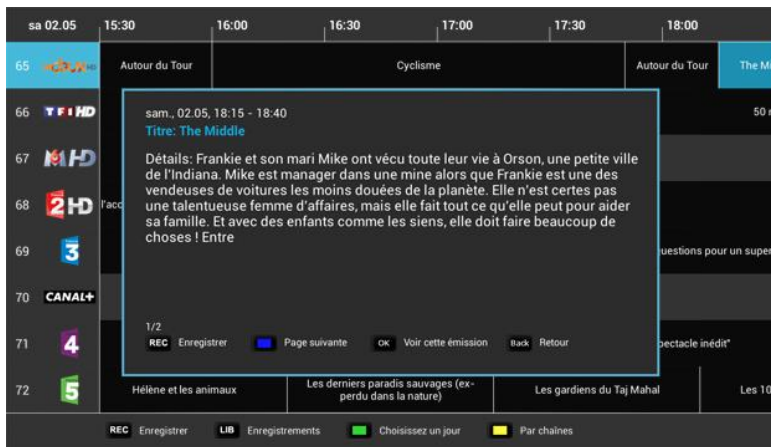 sa 02.05 15:30 16:00 16:30 17:00 17:30 18:00
65 Autour du Tour Cyclisme Autour du Tour The Mi
66 TF1 HD 50
sam., 02.05, 18:15 - 18:40
Titre: The Middle
67 M6 HD
Détails: Frankie et son mari Mike ont vécu toute leur vie à Orson, une petite ville
de l'Indiana. Mike est manager dans une mine alors que Frankie est une des
vendeuses de voitures les moins douées de la planète. Elle n'est certes pas
68 2HD l'acc
une talentueuse femme d'affaires, mais elle fait tout ce qu'elle peut pour aider
sa famille. Et avec des enfants comme les siens, elle doit faire beaucoup de
choses ! Entre
69 3 uestions pour un super
70 CANAL+
1/2
REC Enregistrer Page suivante OK Voir cette émission Back Retour
71 4 pectacle inédit"
72 5 Hélène et les animaux Les derniers paradis sauvages (ex-
perdu dans la nature) Les gardiens du Taj Mahal Les 10
REC Enregistrer LIB Enregistrements Choisissez un jour Par chaînes